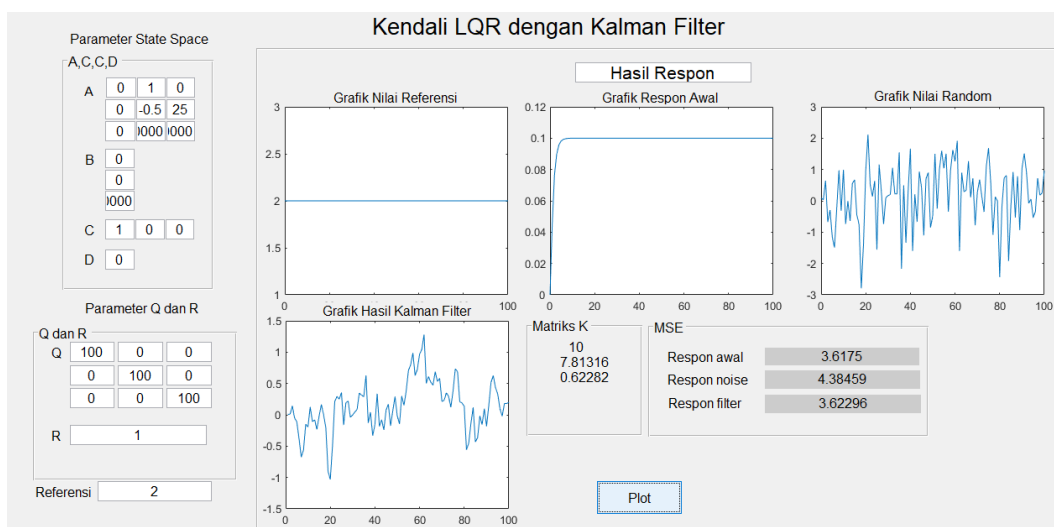 Kendali LQR dengan Kalman Filter
Parameter State Space
A,C,C,D
A 0 1 0
0 -0.5 25
0
B 0
0
C 1 0 0
D 0
Parameter Q dan R
Q dan R
Q 100 0 0
0 100 0
0 0 100
R 1
Referensi 2
Hasil Respon
Grafik Nilai Referensi
3
2.5
2
1.5
1
0 100
Grafik Respon Awal
0.12
0.1
0.08
0.06
0.04
0.02
0
0 20 40 60 80 100
Grafik Nilai Random
3
2
1
0
-1
-2
-3
0 20 40 60 80 100
Grafik Hasil Kalman Filter
1.5
1
0.5
0
-0.5
-1
-1.5
0 20 40 60 80 100
Matriks K
10
7.81316
0.62282
MSE
Respon awal 3.6175
Respon noise 4.38459
Respon filter 3.62296
Plot